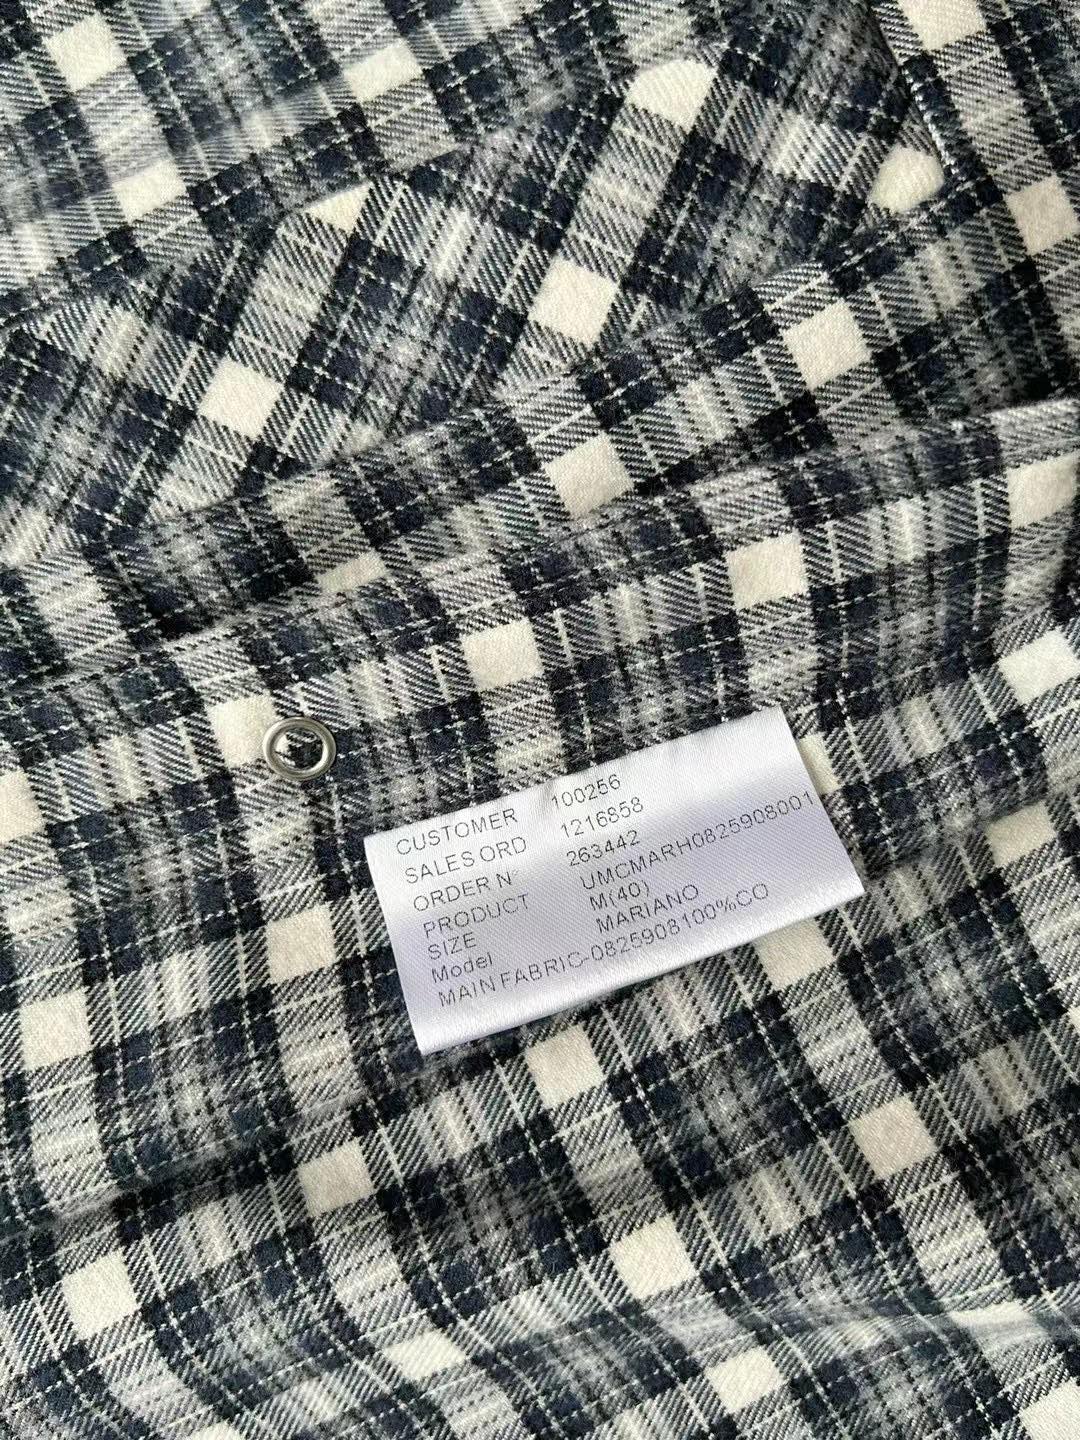 CUSTOMER 100256
SALES ORD 1216858
ORDER N° 263442
PRODUCT UMCMARH0825908001
SIZE M(40)
Model MARIANO
MAIN FABRIC-0825908100%CO